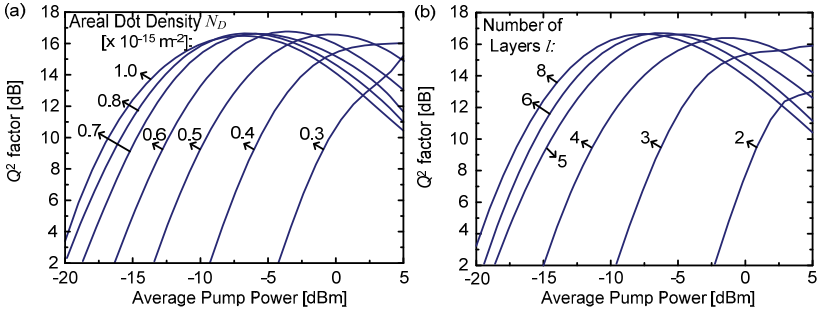 (a)
Areal Dot Density N_D
[x 10-15 m-2]:
1.0
0.8
0.7
0.6
0.5
0.4
0.3
Q² factor [dB]
18
16
14
12
10
8
6
4
2
-20 -15 -10 -5 0 5
Average Pump Power [dBm]
(b)
Number of
Layers l:
8
6
5
4
3
2
Q² factor [dB]
18
16
14
12
10
8
6
4
2
-20 -15 -10 -5 0 5
Average Pump Power [dBm]